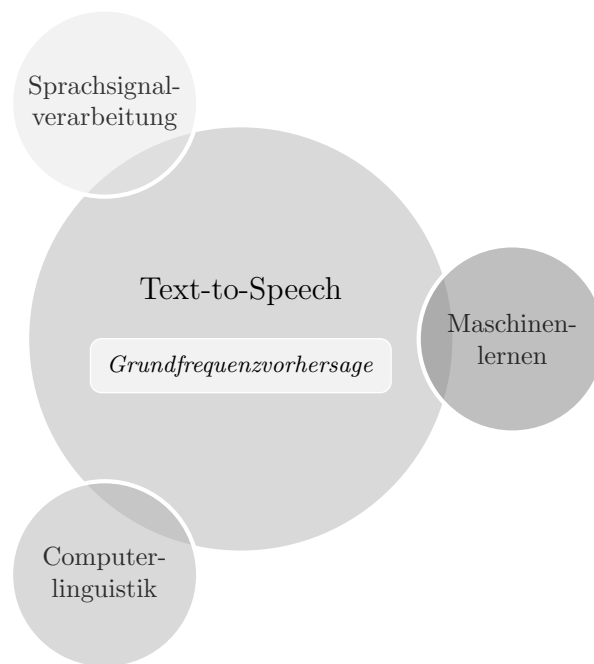 Sprachsignal-
verarbeitung
Text-to-Speech
Grundfrequenzvorhersage
Maschinen-
lernen
Computer-
linguistik